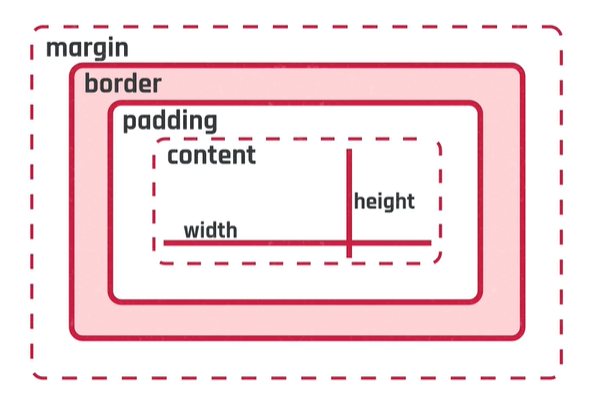 margin
border
padding
content
height
width